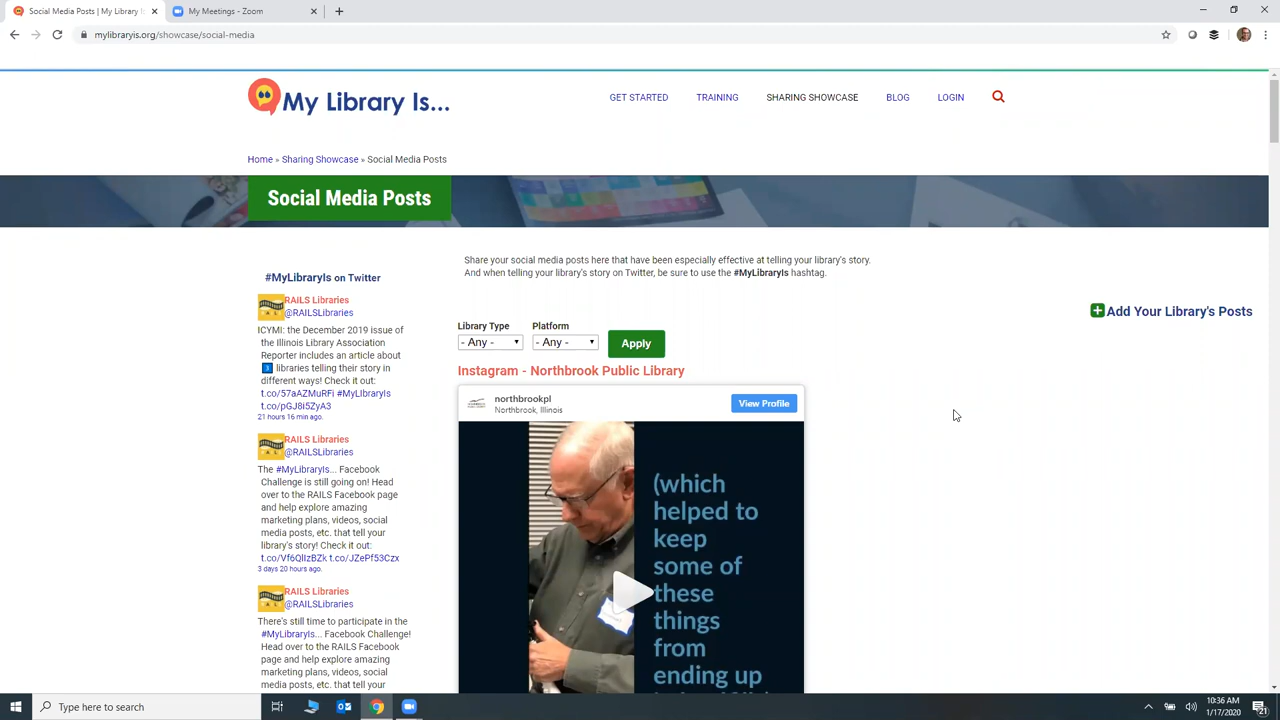 Social Media Posts | My Library I
My Meetings - Zoom
mylibraryis.org/showcase/social-media
My Library Is...
GET STARTED
TRAINING
SHARING SHOWCASE
BLOG
LOGIN
Home » Sharing Showcase » Social Media Posts
Social Media Posts
#MyLibraryIs on Twitter
RAILS Libraries
@RAILSLibraries
ICYMI: the December 2019 issue of
the Illinois Library Association
Reporter includes an article about
3 libraries telling their story in
different ways! Check it out:
t.co/57aAZMuRFi #MyLIbraryIs
t.co/pGJ8i5ZyA3
21 hours 16 min ago.
RAILS Libraries
@RAILSLibraries
The #MyLibraryIs... Facebook
Challenge is still going on! Head
over to the RAILS Facebook page
and help explore amazing
marketing plans, videos, social
media posts, etc. that tell your
library's story! Check it out:
t.co/Vf6QlIzBZk t.co/JZePf53Czx
3 days 20 hours ago.
RAILS Libraries
@RAILSLibraries
There's still time to participate in the
#MyLibraryIs... Facebook Challenge!
Head over to the RAILS Facebook
page and help explore amazing
marketing plans, videos, social
media posts, etc. that tell your
Share your social media posts here that have been especially effective at telling your library's story.
And when telling your library's story on Twitter, be sure to use the #MyLibraryIs hashtag.
Add Your Library's Posts
Library Type
Platform
- Any -
- Any -
Apply
Instagram - Northbrook Public Library
northbrookpl
Northbrook, Illinois
View Profile
(which
helped to
keep
some of
these
things
from
ending up
Type here to search
10:36 AM
1/17/2020
21